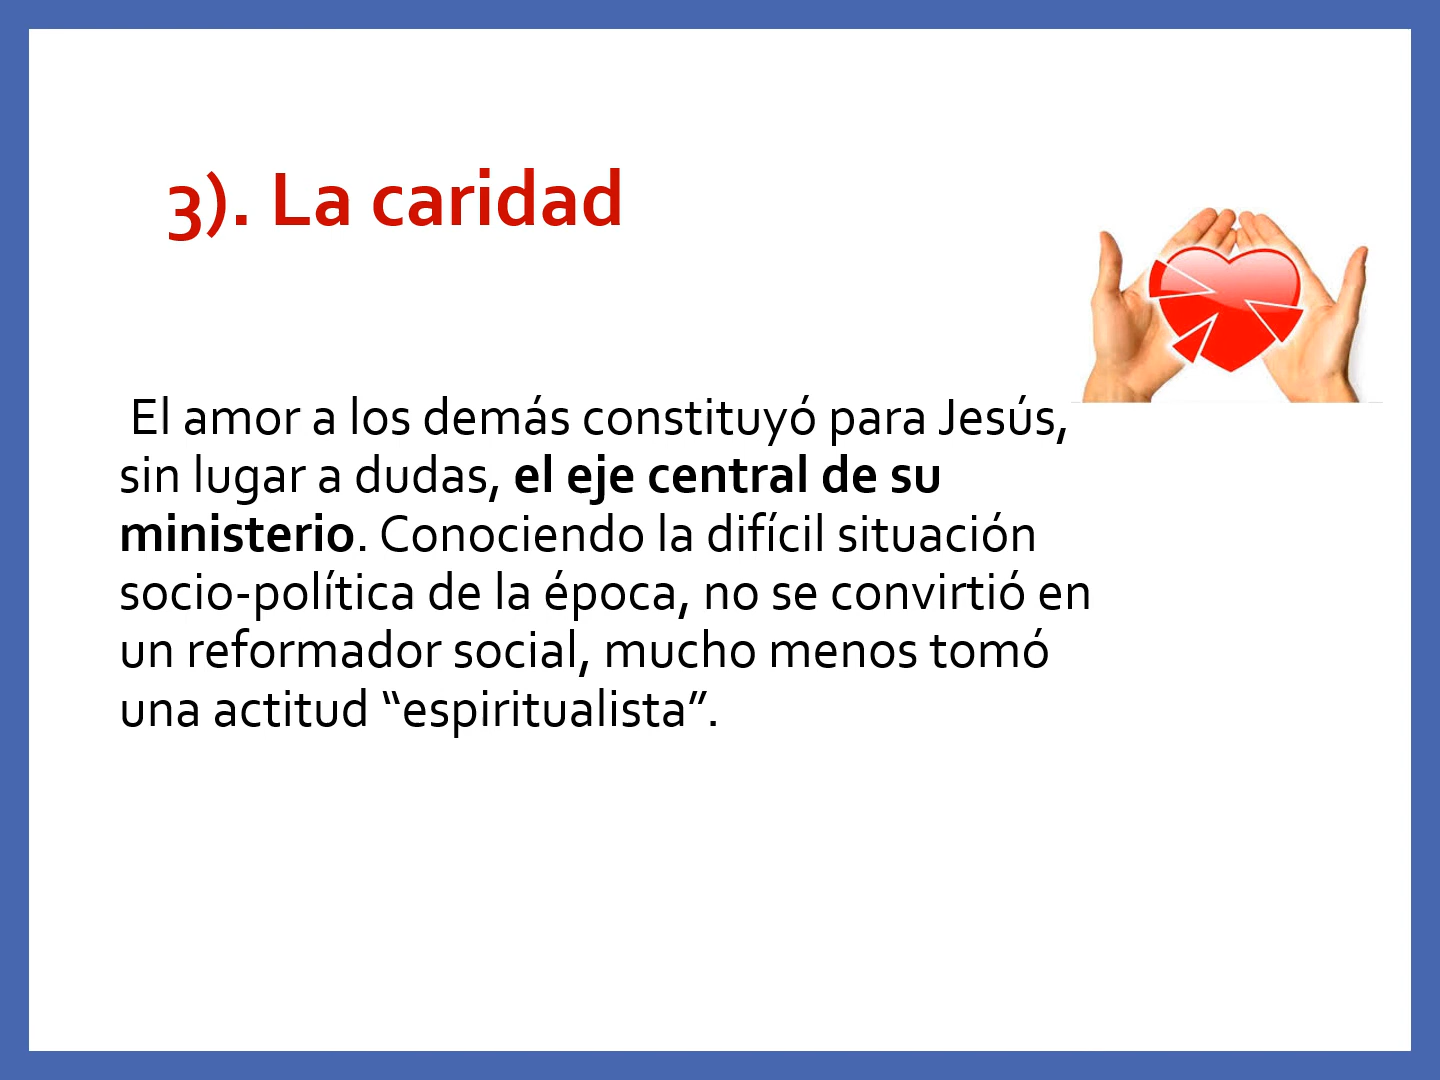 3). La caridad
El amor a los demás constituyó para Jesús,
sin lugar a dudas, el eje central de su
ministerio. Conociendo la difícil situación
socio-política de la época, no se convirtió en
un reformador social, mucho menos tomó
una actitud “espiritualista”.